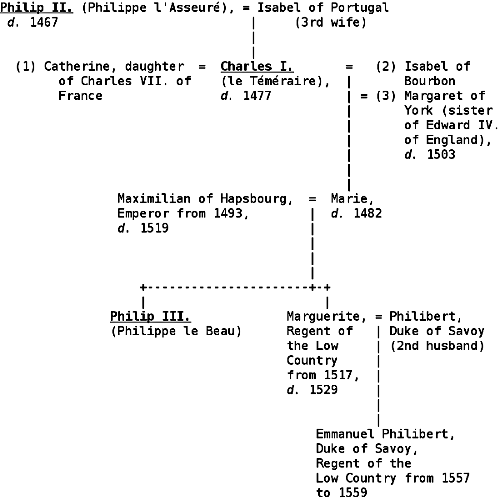 Philip II. (Philippe l'Asseuré), = Isabel of Portugal
d. 1467 (3rd wife)
(1) Catherine, daughter = Charles I. = (2) Isabel of
of Charles VII. of (le Téméraire), Bourbon
France d. 1477 = (3) Margaret of
York (sister
of Edward IV.
of England),
d. 1503
Maximilian of Hapsbourg, = Marie,
Emperor from 1493, d. 1482
d. 1519
Philip III. Marguerite, = Philibert,
(Philippe le Beau) Regent of Duke of Savoy
the Low (2nd husband)
Country
from 1517,
d. 1529
Emmanuel Philibert,
Duke of Savoy,
Regent of the
Low Country from 1557
to 1559